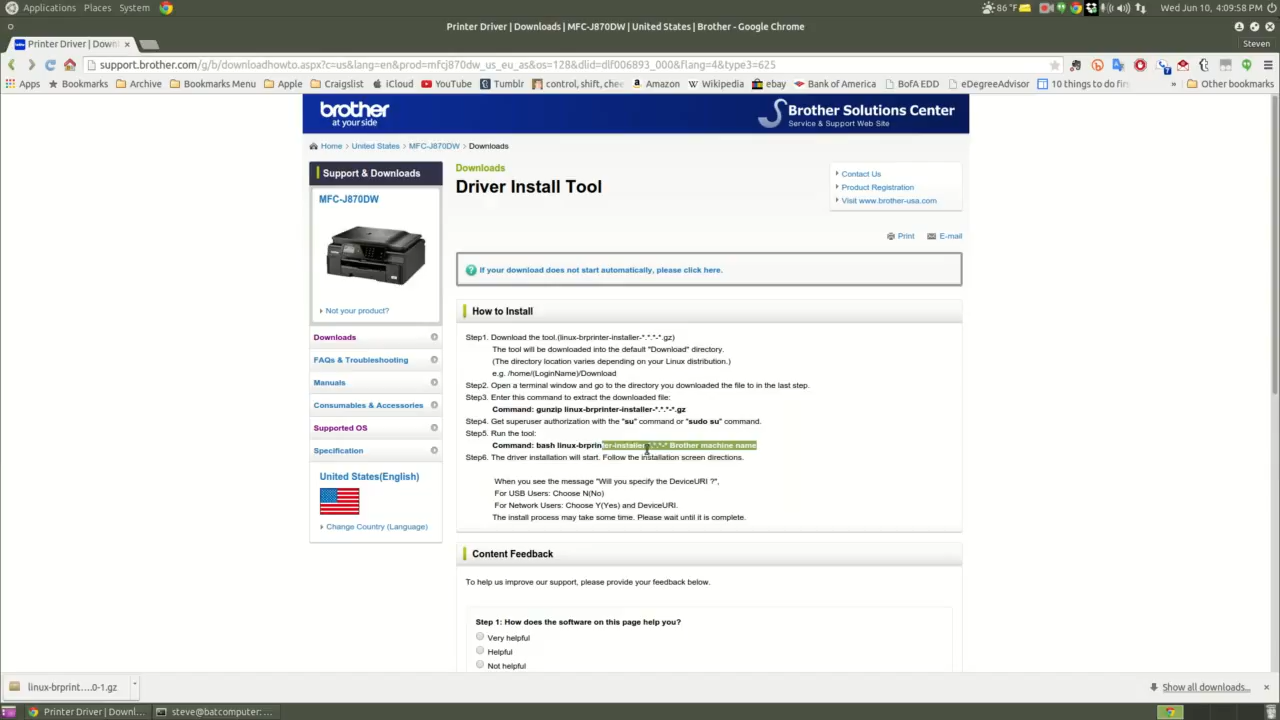 Applications Places System
86 ° Wed Jun 10, 4:09:58 PM
Printer Driver | Downloads | MFC-J870DW | United States | Brother - Google Chrome
Printer Driver | Downl × Steven
support.brother.com/g/b/downloadhowto.aspx?c=us&lang=en&prod=mfcj870dw_us_eu_as&os=128&dlid=dlf006893_000&flang=4&type3=625
Apps Bookmarks Bookmarks Menu Apple Craigslist iCloud YouTube Tumblr control, shift, che Amazon Wikipedia ebay Bank of America BofA EDD eDegreeAdvisor 10 things to do firs » Other bookmarks
brother
at your side
Brother Solutions Center
Service & Support Web Site
Home > United States > MFC-J870DW > Downloads
Support & Downloads
MFC-J870DW
Not your product?
Downloads
FAQs & Troubleshooting
Manuals
Consumables & Accessories
Supported OS
Specification
United States(English)
Change Country (Language)
Downloads
Driver Install Tool
Contact Us
Product Registration
Visit www.brother-usa.com
Print E-mail
If your download does not start automatically, please click here.
How to Install
Step1. Download the tool.(linux-brprinter-installer-*.*.*-*.gz)
The tool will be downloaded into the default "Download" directory.
(The directory location varies depending on your Linux distribution.)
e.g. /home/(LoginName)/Download
Step2. Open a terminal window and go to the directory you downloaded the file to in the last step.
Step3. Enter this command to extract the downloaded file:
Command: gunzip linux-brprinter-installer-*.*.*-*.gz
Step4. Get superuser authorization with the "su" command or "sudo su" command.
Step5. Run the tool:
Command: bash linux-brprinter-installer-*.*.*-* Brother machine name
Step6. The driver installation will start. Follow the installation screen directions.
When you see the message "Will you specify the DeviceURI ?",
For USB Users: Choose N(No)
For Network Users: Choose Y(Yes) and DeviceURI.
The install process may take some time. Please wait until it is complete.
Content Feedback
To help us improve our support, please provide your feedback below.
Step 1: How does the software on this page help you?
Very helpful
Helpful
Not helpful
linux-brprint....0-1.gz
Show all downloads... ×
Printer Driver | Downl... steve@batcomputer: ...